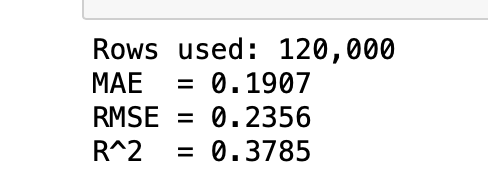 Rows used: 120,000
MAE  = 0.1907
RMSE = 0.2356
R^2  = 0.3785